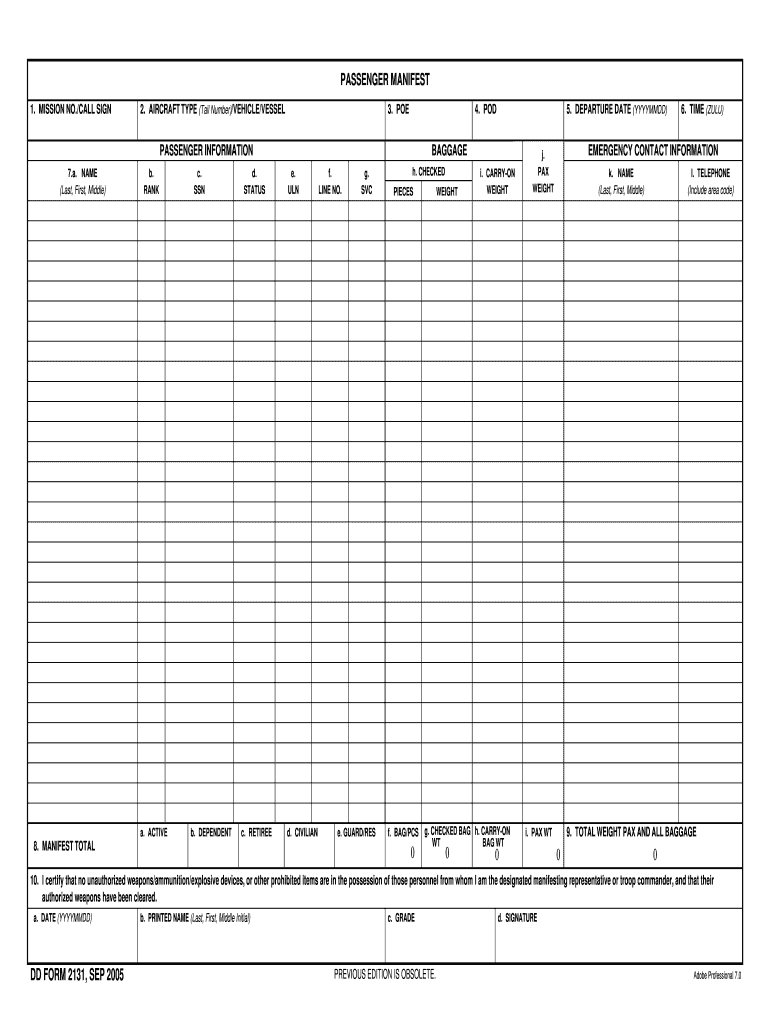 PASSENGER MANIFEST
1. MISSION NO./CALL SIGN
2. AIRCRAFT TYPE (Tail Number)/VEHICLE/VESSEL
3. POE
4. POD
5. DEPARTURE DATE (YYYYMMDD)
6. TIME (ZULU)
PASSENGER INFORMATION
BAGGAGE
EMERGENCY CONTACT INFORMATION
7.a. NAME
(Last, First, Middle)
b.
RANK
c.
SSN
d.
STATUS
e.
ULN
f.
LINE NO.
g.
SVC
h. CHECKED
PIECES
WEIGHT
i. CARRY-ON
WEIGHT
j.
PAX
WEIGHT
k. NAME
(Last, First, Middle)
l. TELEPHONE
(Include area code)
8. MANIFEST TOTAL
a. ACTIVE
b. DEPENDENT
c. RETIREE
d. CIVILIAN
e. GUARD/RES
f. BAG/PCS
0
g. CHECKED BAG
WT
0
h. CARRY-ON
BAG WT
0
i. PAX WT
0
9. TOTAL WEIGHT PAX AND ALL BAGGAGE
0
10. I certify that no unauthorized weapons/ammunition/explosive devices, or other prohibited items are in the possession of those personnel from whom I am the designated manifesting representative or troop commander, and that their
authorized weapons have been cleared.
a. DATE (YYYYMMDD)
b. PRINTED NAME (Last, First, Middle Initial)
c. GRADE
d. SIGNATURE
DD FORM 2131, SEP 2005
PREVIOUS EDITION IS OBSOLETE.
Adobe Professional 7.0